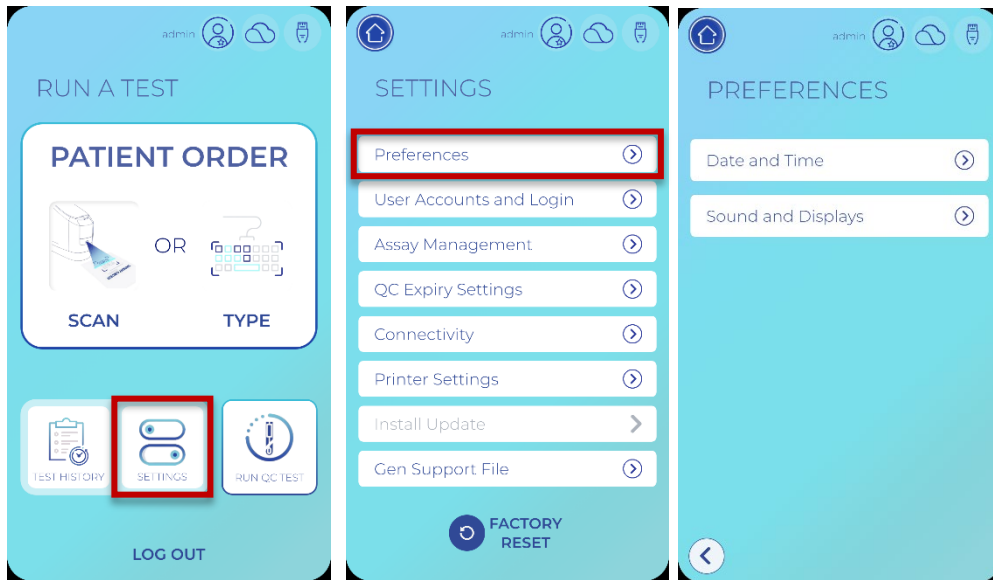 admin
RUN A TEST
PATIENT ORDER
OR
SCAN
TYPE
TEST HISTORY
SETTINGS
RUN QC TEST
LOG OUT
admin
SETTINGS
Preferences
User Accounts and Login
Assay Management
QC Expiry Settings
Connectivity
Printer Settings
Install Update
Gen Support File
FACTORY
RESET
admin
PREFERENCES
Date and Time
Sound and Displays